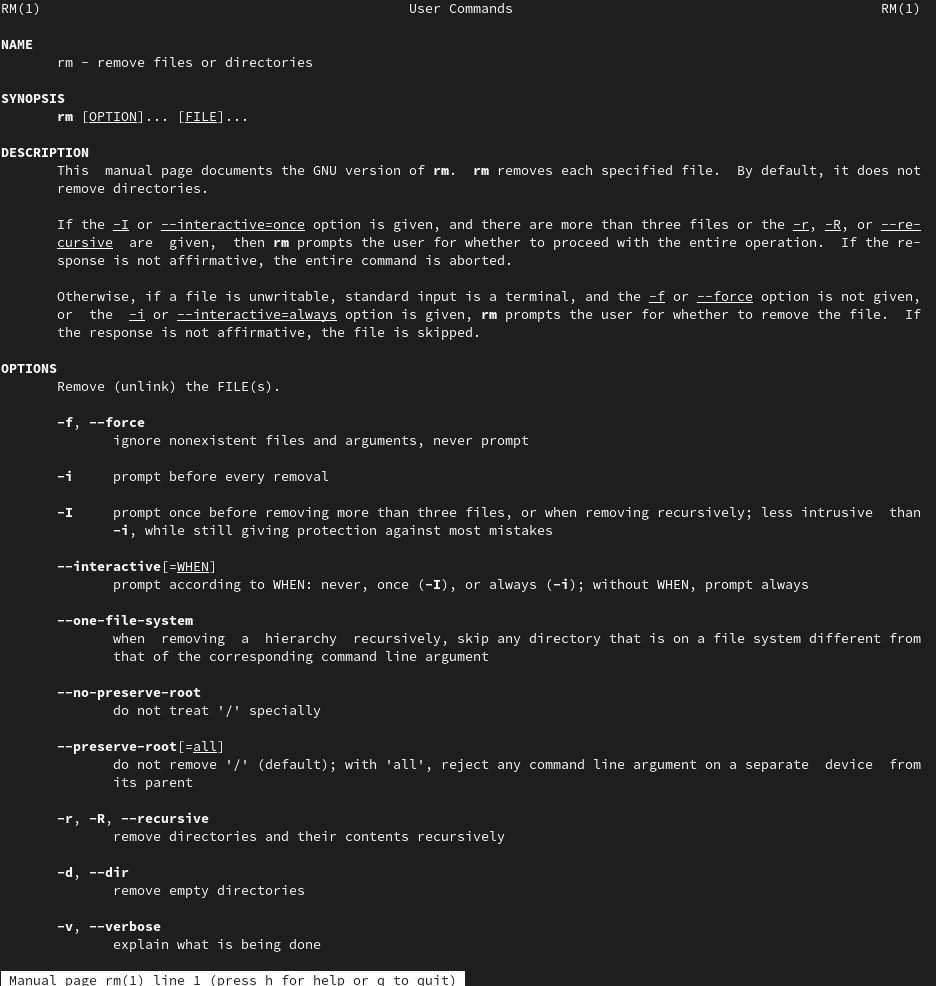 RM(1) User Commands RM(1)
NAME
rm - remove files or directories
SYNOPSIS
rm [OPTION]... [FILE]...
DESCRIPTION
This  manual page documents the GNU version of rm.  rm removes each specified file.  By default, it does not
remove directories.
If the -I or --interactive=once option is given, and there are more than three files or the -r, -R, or --re-
cursive  are  given,  then rm prompts the user for whether to proceed with the entire operation.  If the re-
sponse is not affirmative, the entire command is aborted.
Otherwise, if a file is unwritable, standard input is a terminal, and the -f or --force option is not given,
or  the  -i or --interactive=always option is given, rm prompts the user for whether to remove the file.  If
the response is not affirmative, the file is skipped.
OPTIONS
Remove (unlink) the FILE(s).
-f, --force
ignore nonexistent files and arguments, never prompt
-i     prompt before every removal
-I     prompt once before removing more than three files, or when removing recursively; less intrusive  than
-i, while still giving protection against most mistakes
--interactive[=WHEN]
prompt according to WHEN: never, once (-I), or always (-i); without WHEN, prompt always
--one-file-system
when  removing  a  hierarchy  recursively, skip any directory that is on a file system different from
that of the corresponding command line argument
--no-preserve-root
do not treat '/' specially
--preserve-root[=all]
do not remove '/' (default); with 'all', reject any command line argument on a separate  device  from
its parent
-r, -R, --recursive
remove directories and their contents recursively
-d, --dir
remove empty directories
-v, --verbose
explain what is being done
Manual page rm(1) line 1 (press h for help or q to quit)